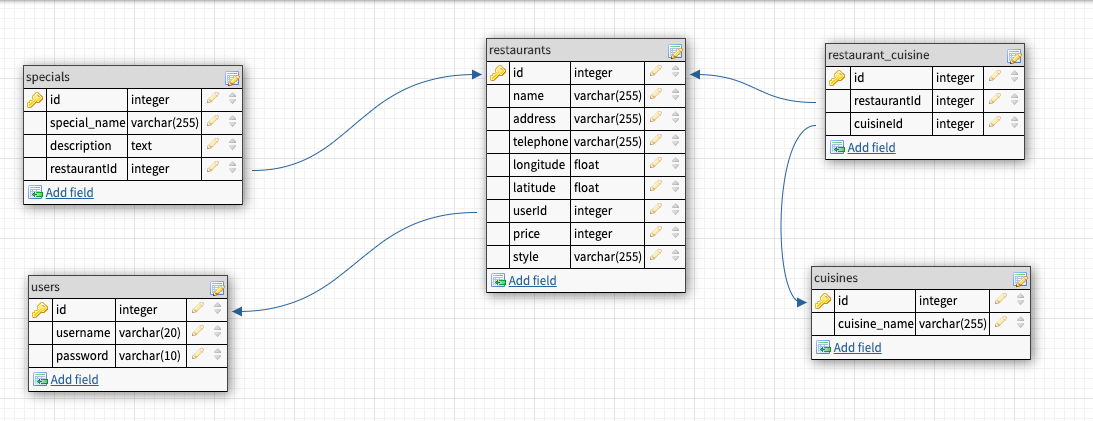 specials
id integer
special_name varchar(255)
description text
restaurantId integer
Add field
restaurants
id integer
name varchar(255)
address varchar(255)
telephone varchar(255)
longitude float
latitude float
userId integer
price integer
style varchar(255)
Add field
restaurant_cuisine
id integer
restaurantId integer
cuisineId integer
Add field
users
id integer
username varchar(20)
password varchar(10)
Add field
cuisines
id integer
cuisine_name varchar(255)
Add field